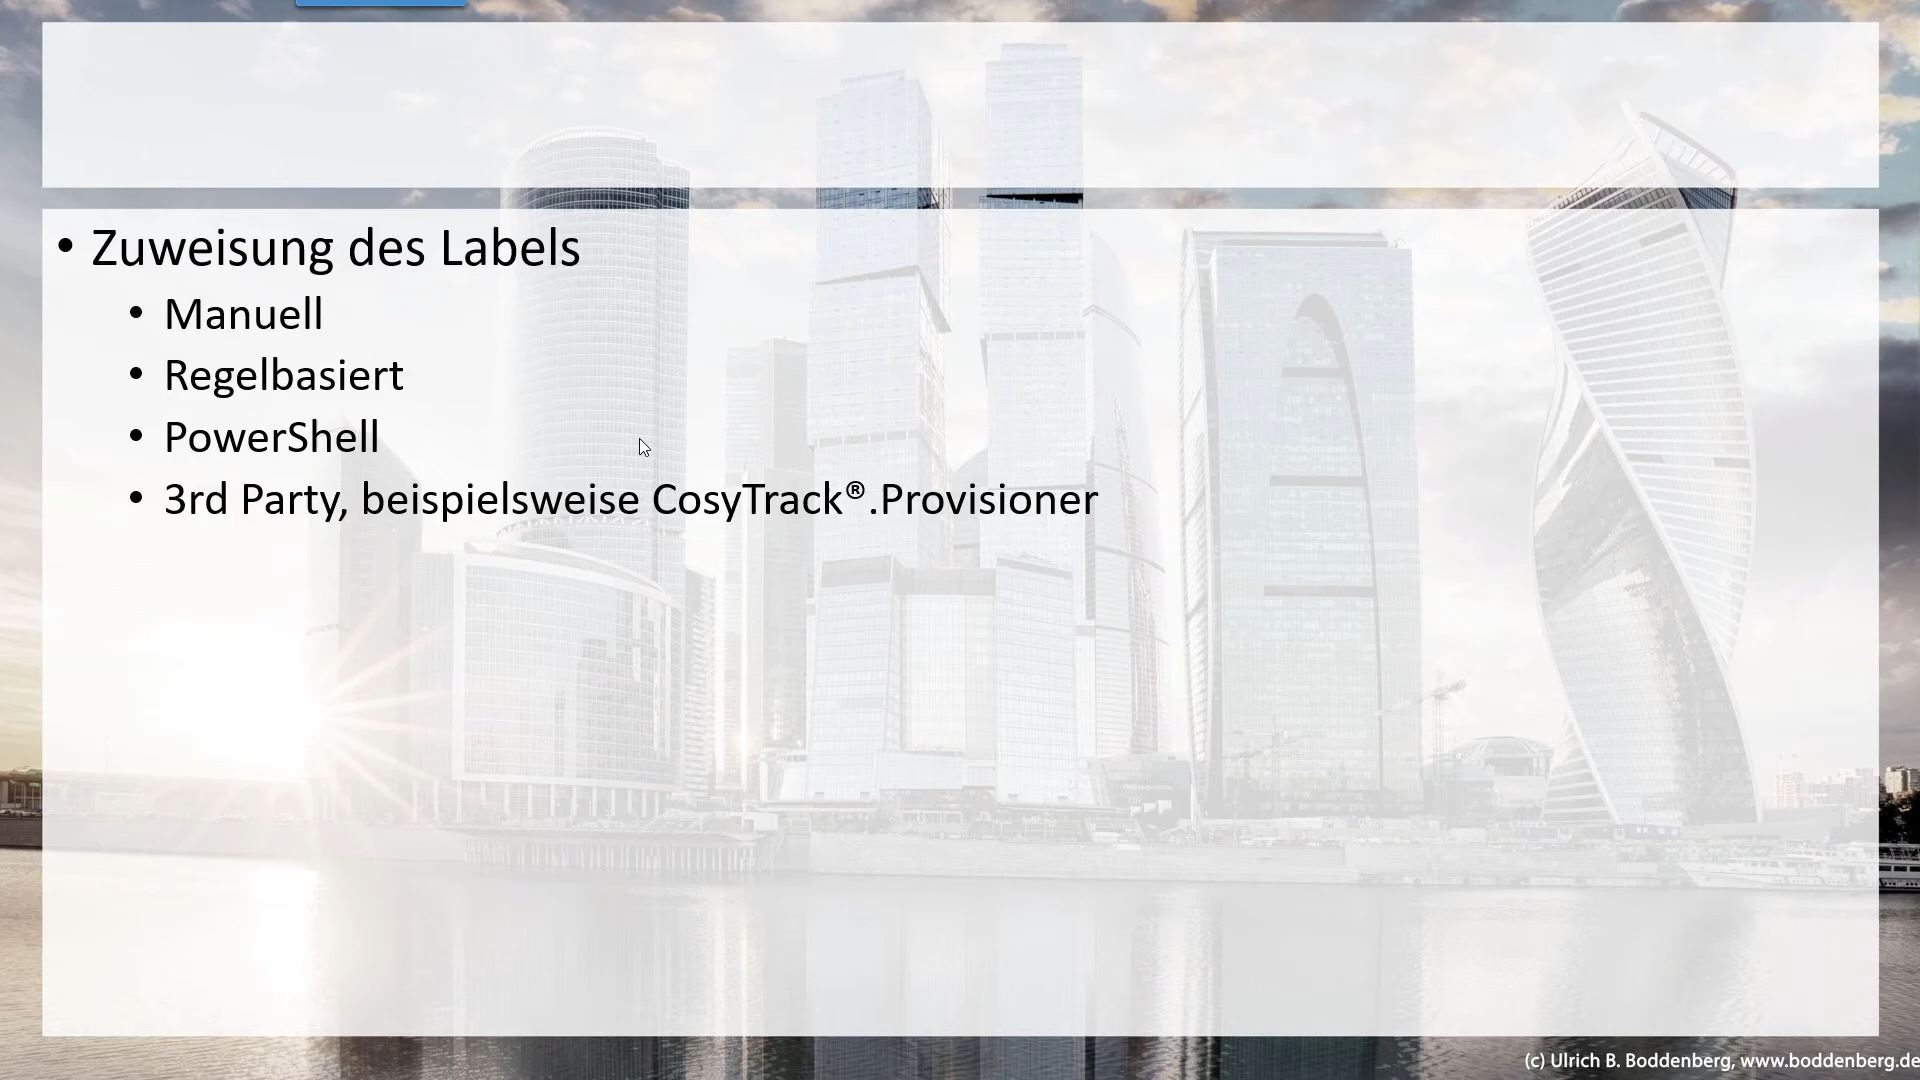 • Zuweisung des Labels
• Manuell
• Regelbasiert
• PowerShell
• 3rd Party, beispielsweise CosyTrack®.Provisioner
(c) Ulrich B. Boddenberg, www.boddenberg.de